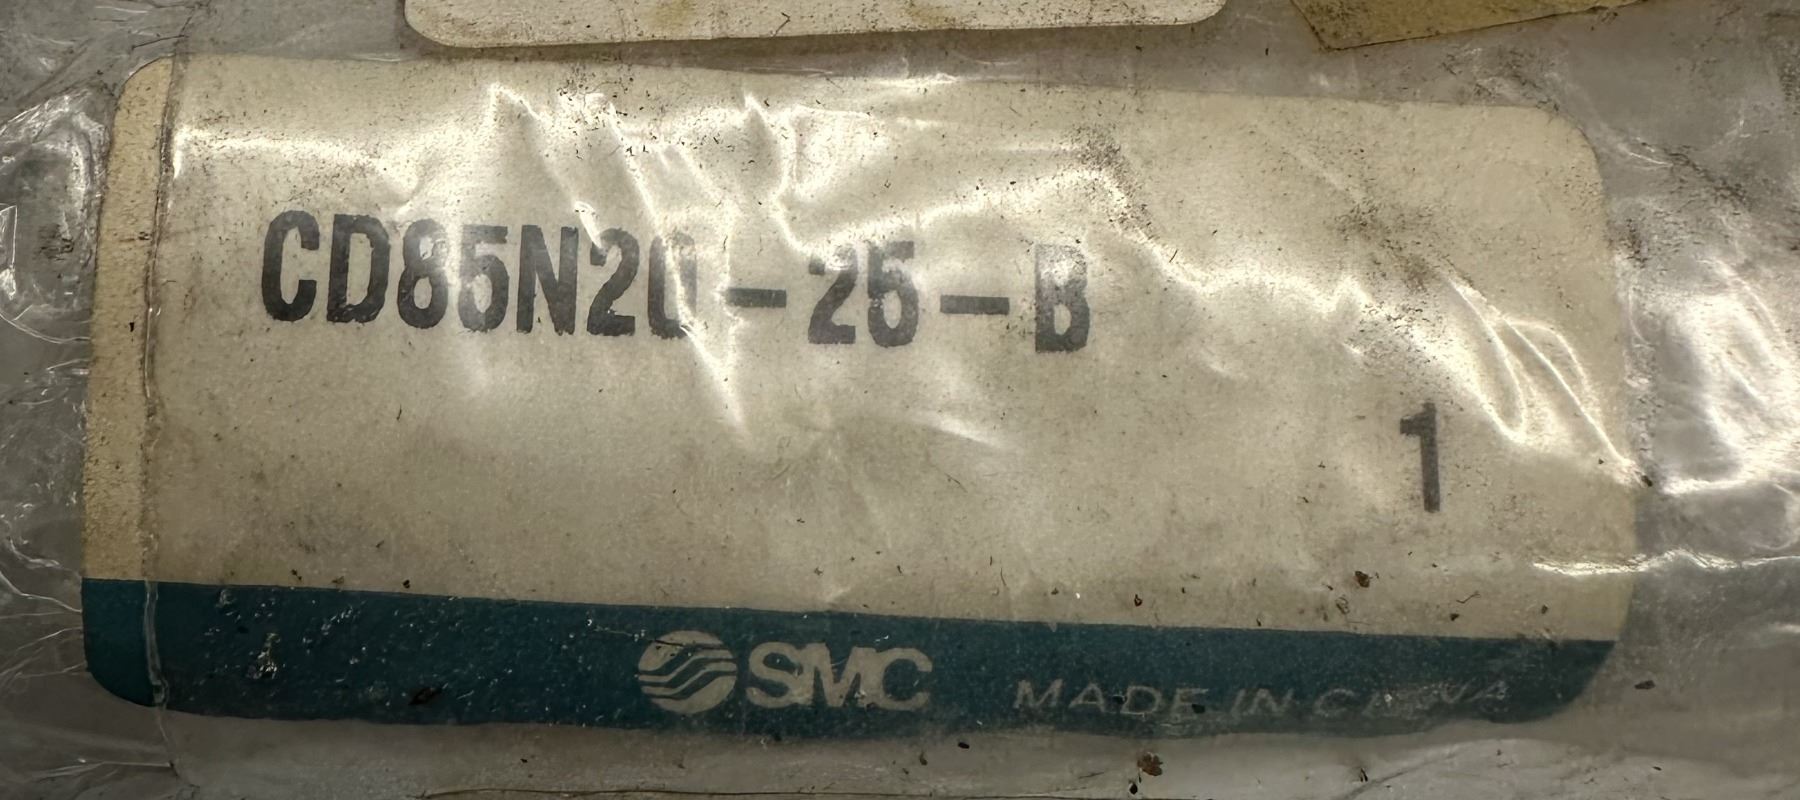 CD85N20-25-B
1
SMC MADE IN CHINA